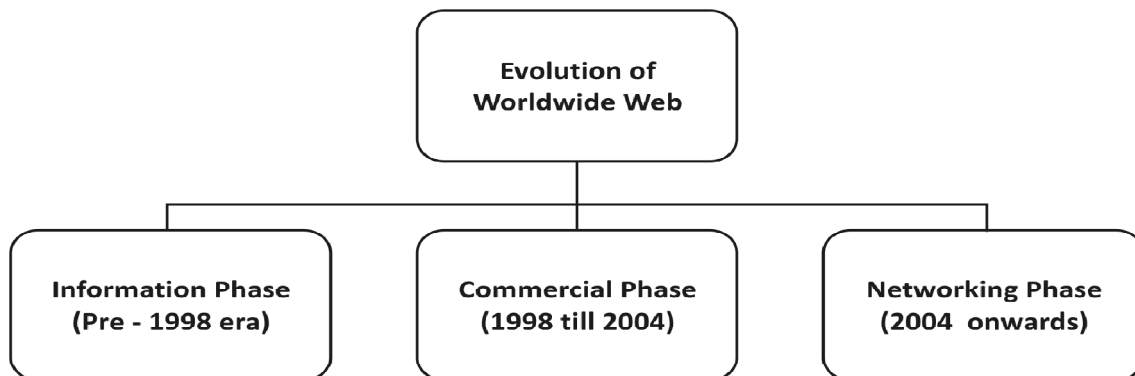 Evolution of
Worldwide Web
Information Phase
(Pre - 1998 era)
Commercial Phase
(1998 till 2004)
Networking Phase
(2004 onwards)